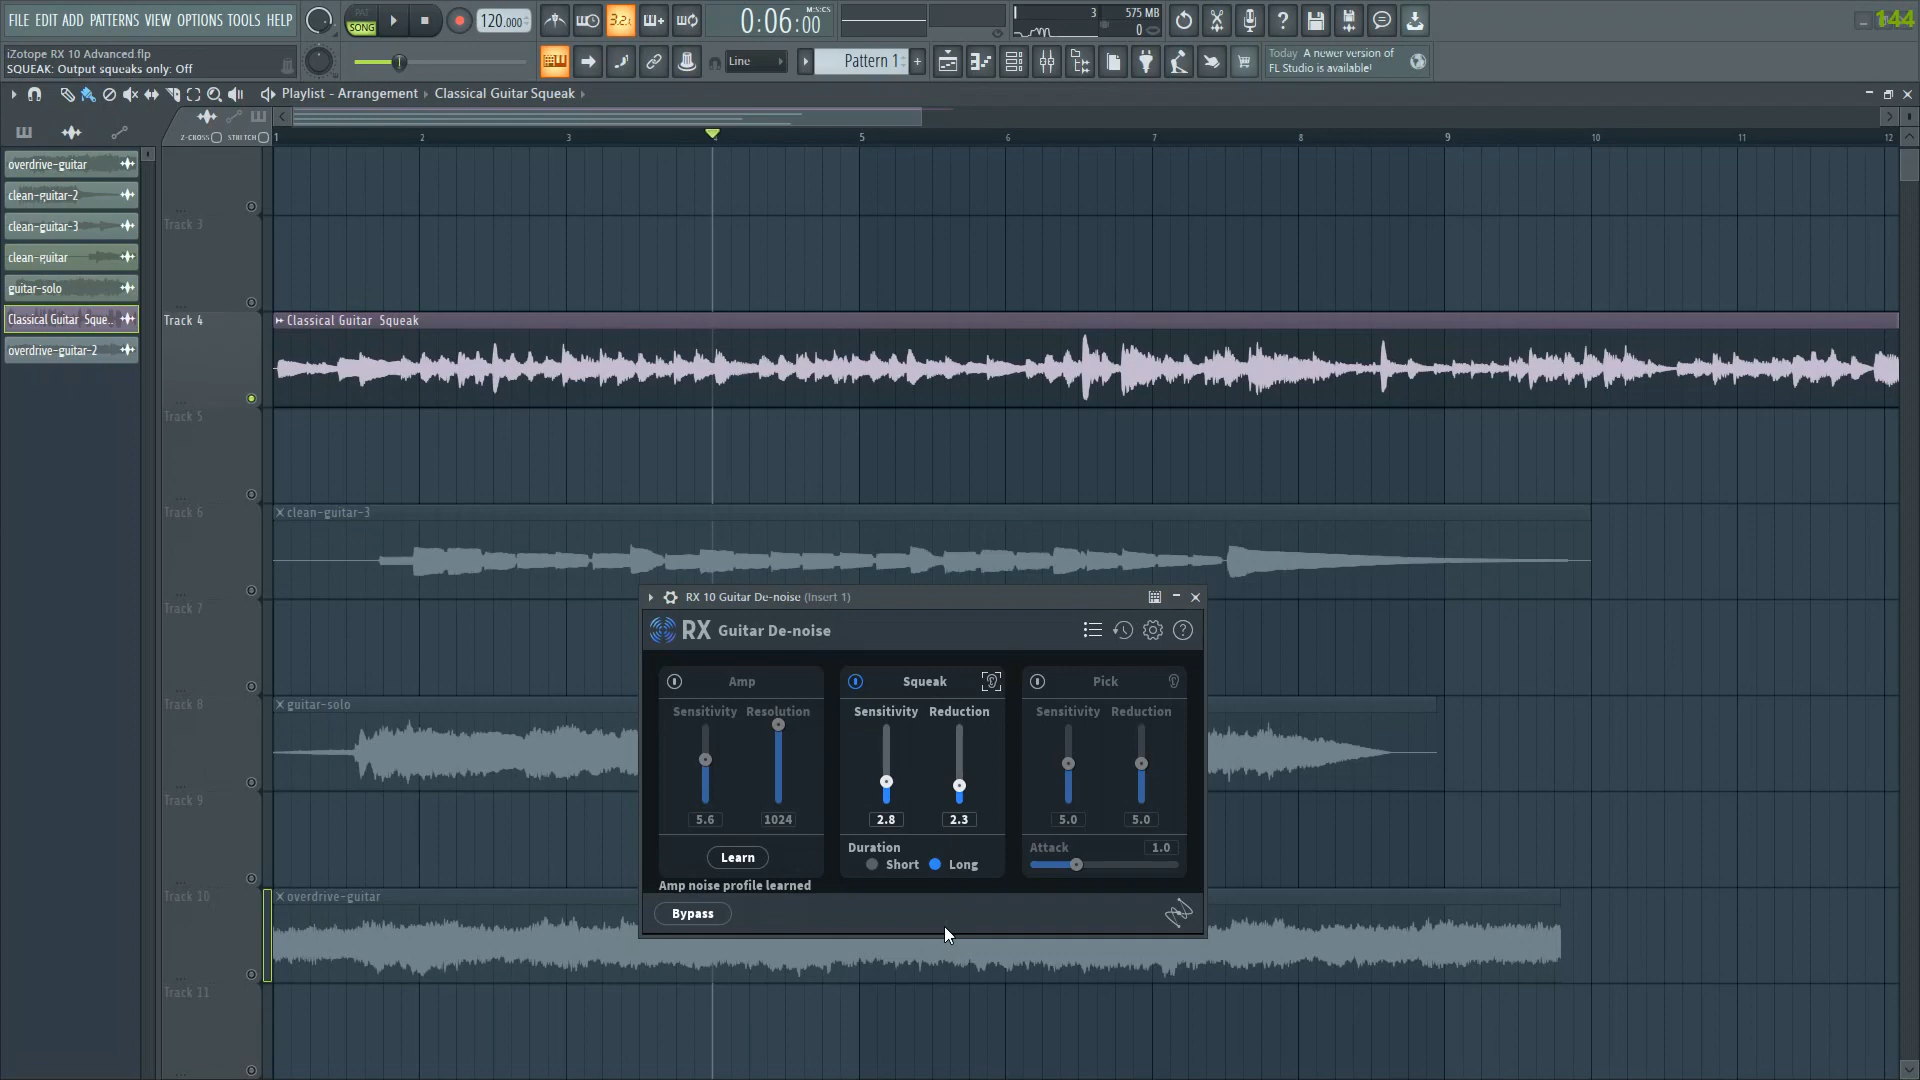 FILE EDIT ADD PATTERNS VIEW OPTIONS TOOLS HELP
PAT
SONG
120.000
3.2.
0:06:00
M:S:CS
3
575 MB
0
144
iZotope RX 10 Advanced.flp
SQUEAK: Output squeaks only: Off
Line
Pattern 1
+
Today A newer version of
FL Studio is available!
Playlist - Arrangement › Classical Guitar Squeak ›
Z-CROSS STRETCH
1 2 3 5 6 7 8 9 10 11 12
overdrive-guitar
clean-guitar-2
clean-guitar-3
clean-guitar
guitar-solo
Classical Guitar Sque..
overdrive-guitar-2
Track 3
Track 4
Classical Guitar Squeak
Track 5
Track 6
clean-guitar-3
Track 7
Track 8
guitar-solo
Track 9
Track 10
overdrive-guitar
Track 11
RX 10 Guitar De-noise (Insert 1)
RX Guitar De-noise
Amp
Sensitivity Resolution
5.6 1024
Learn
Amp noise profile learned
Squeak
Sensitivity Reduction
2.8 2.3
Duration
Short Long
Pick
Sensitivity Reduction
5.0 5.0
Attack 1.0
Bypass